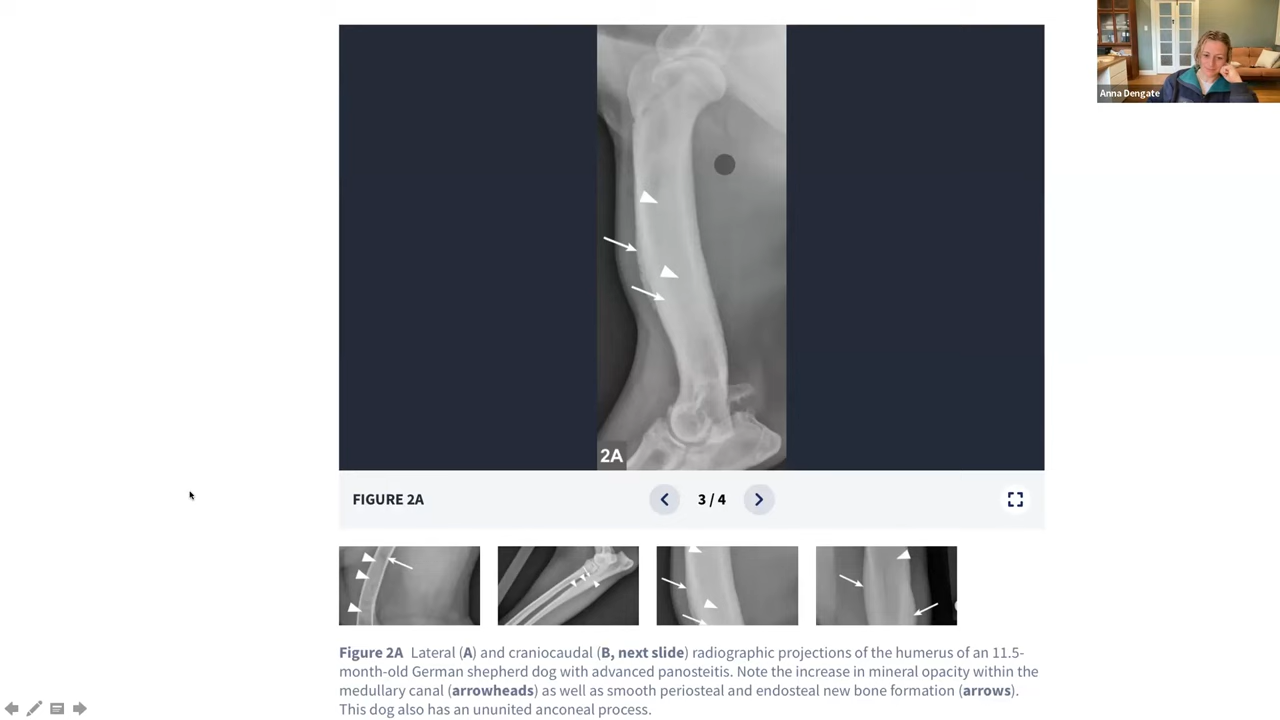 Anna Dengate
2A
FIGURE 2A
3 / 4
Figure 2A Lateral (A) and craniocaudal (B, next slide) radiographic projections of the humerus of an 11.5-
month-old German shepherd dog with advanced panosteitis. Note the increase in mineral opacity within the
medullary canal (arrowheads) as well as smooth periosteal and endosteal new bone formation (arrows).
This dog also has an ununited anconeal process.